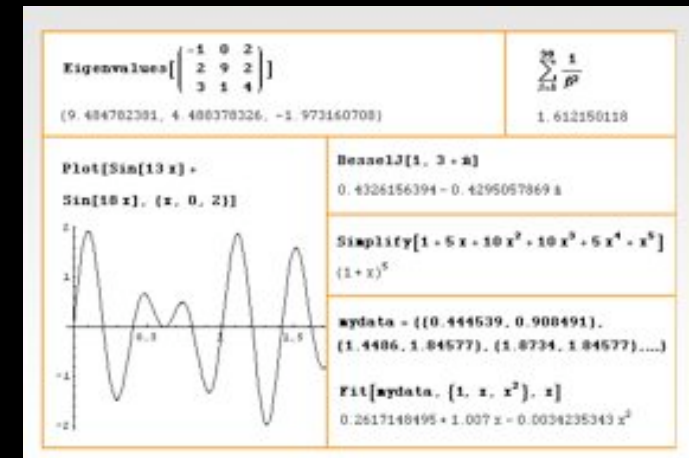 Eigenvalues[(-1 0 2
2 9 2
3 1 4)]
(9.484782381, 4.488378326, -1.973160708)
1
1.612150118
Plot[Sin[13 x] +
Sin[18 x], {x, 0, 2}]
2
1
0.5
1
1.5
-1
-2
BesselJ[1, 3 + i]
0.4326156394 - 0.4295057869 i
Simplify[1 + 5 x + 10 x² + 10 x³ + 5 x⁴ + x⁵]
(1 + x)⁵
mydata = {{0.444539, 0.908491},
{1.4486, 1.84577}, {1.8734, 1.84577},...}
Fit[mydata, {1, x, x²}, x]
0.2617148495 + 1.007 x - 0.0034235343 x²